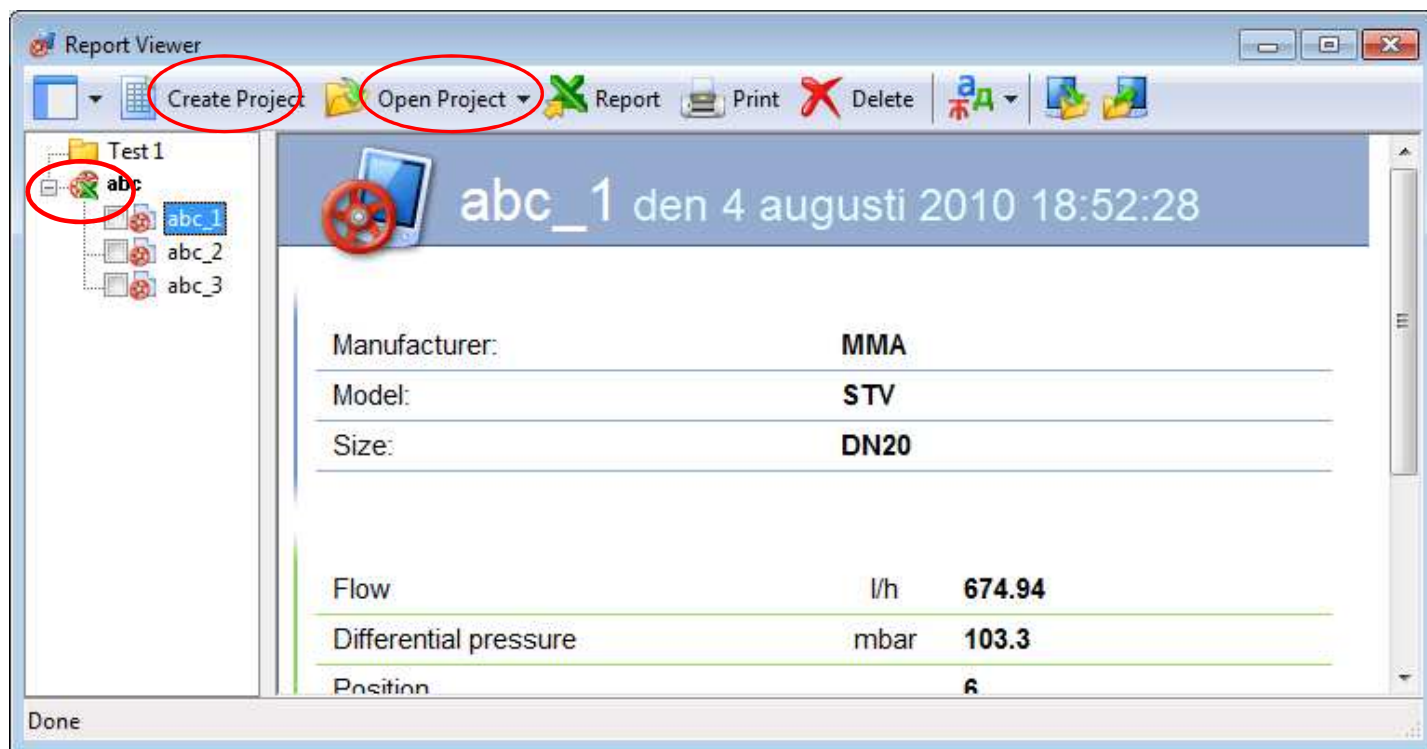 Report Viewer
Create Project Open Project Report Print Delete
Test 1
abc
abc_1
abc_2
abc_3
abc_1 den 4 augusti 2010 18:52:28
Manufacturer: MMA
Model: STV
Size: DN20
Flow l/h 674.94
Differential pressure mbar 103.3
Position 6
Done